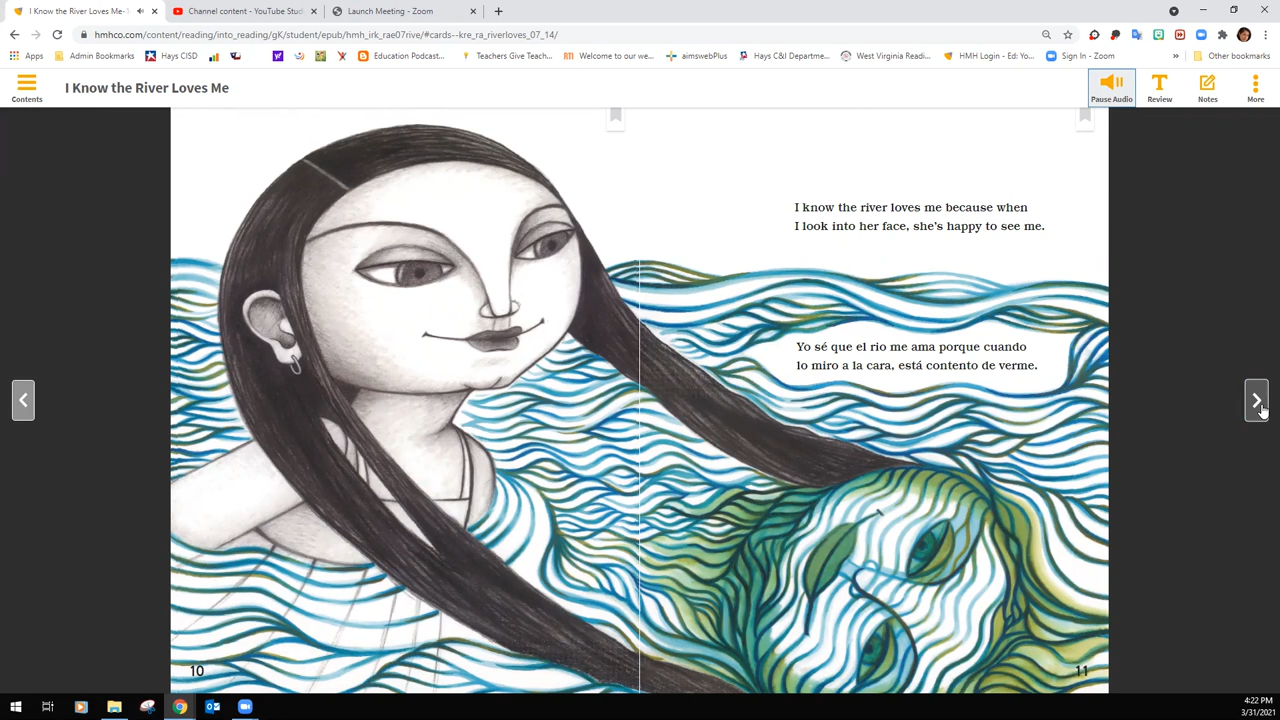 I Know the River Loves Me-
Channel content - YouTube Stud
Launch Meeting - Zoom
hmhco.com/content/reading/into_reading/gK/student/epub/hmh_irk_rae07rive/#cards--kre_ra_riverloves_07_14/
Apps Admin Bookmarks Hays CISD Education Podcast... Teachers Give Teach... Welcome to our we... aimswebPlus Hays C&I Departme... West Virginia Readi... HMH Login - Ed: Yo... Sign In - Zoom Other bookmarks
Contents I Know the River Loves Me Pause Audio Review Notes More
I know the river loves me because when
I look into her face, she's happy to see me.
Yo sé que el rio me ama porque cuando
lo miro a la cara, está contento de verme.
10 11
4:22 PM
3/31/2021